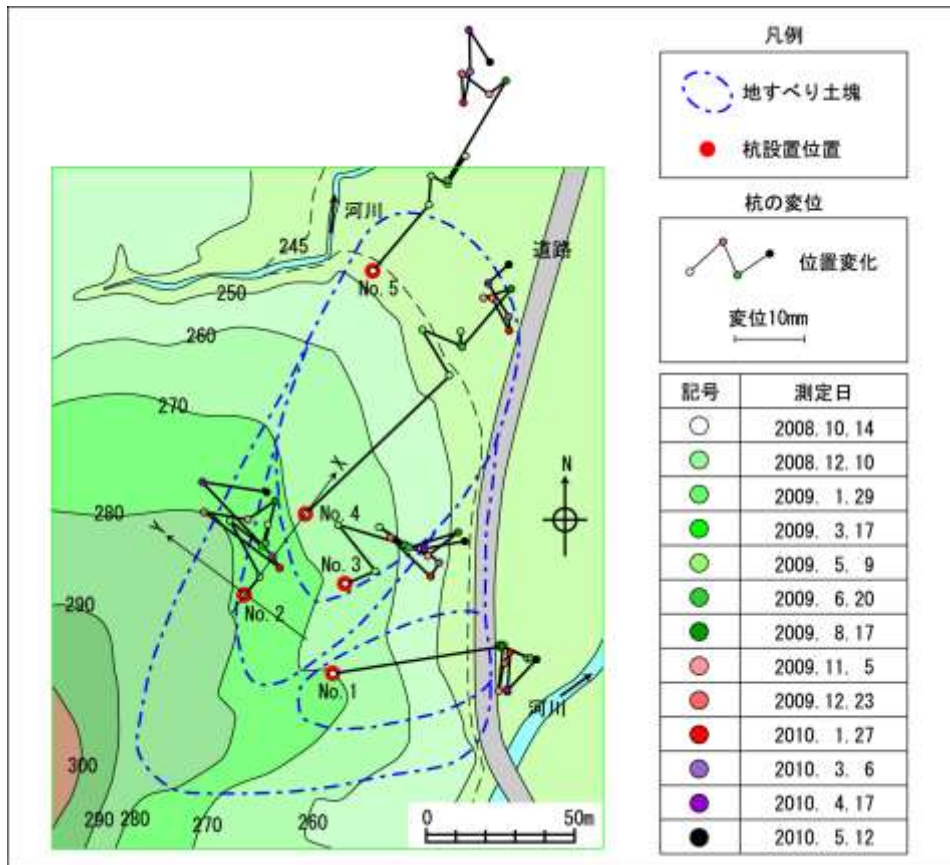 凡例
地すべり土塊
杭設置位置
杭の変位
位置変化
変位10mm
記号 測定日
2008.10.14
2008.12.10
2009. 1.29
2009. 3.17
2009. 5. 9
2009. 6.20
2009. 8.17
2009.11. 5
2009.12.23
2010. 1.27
2010. 3. 6
2010. 4.17
2010. 5.12
河川
245
250
道路
No.5
260
270
280
X
N
Y
No.4
No.3
No.2
290
No.1
河川
300
290
280
270
260
0 50m